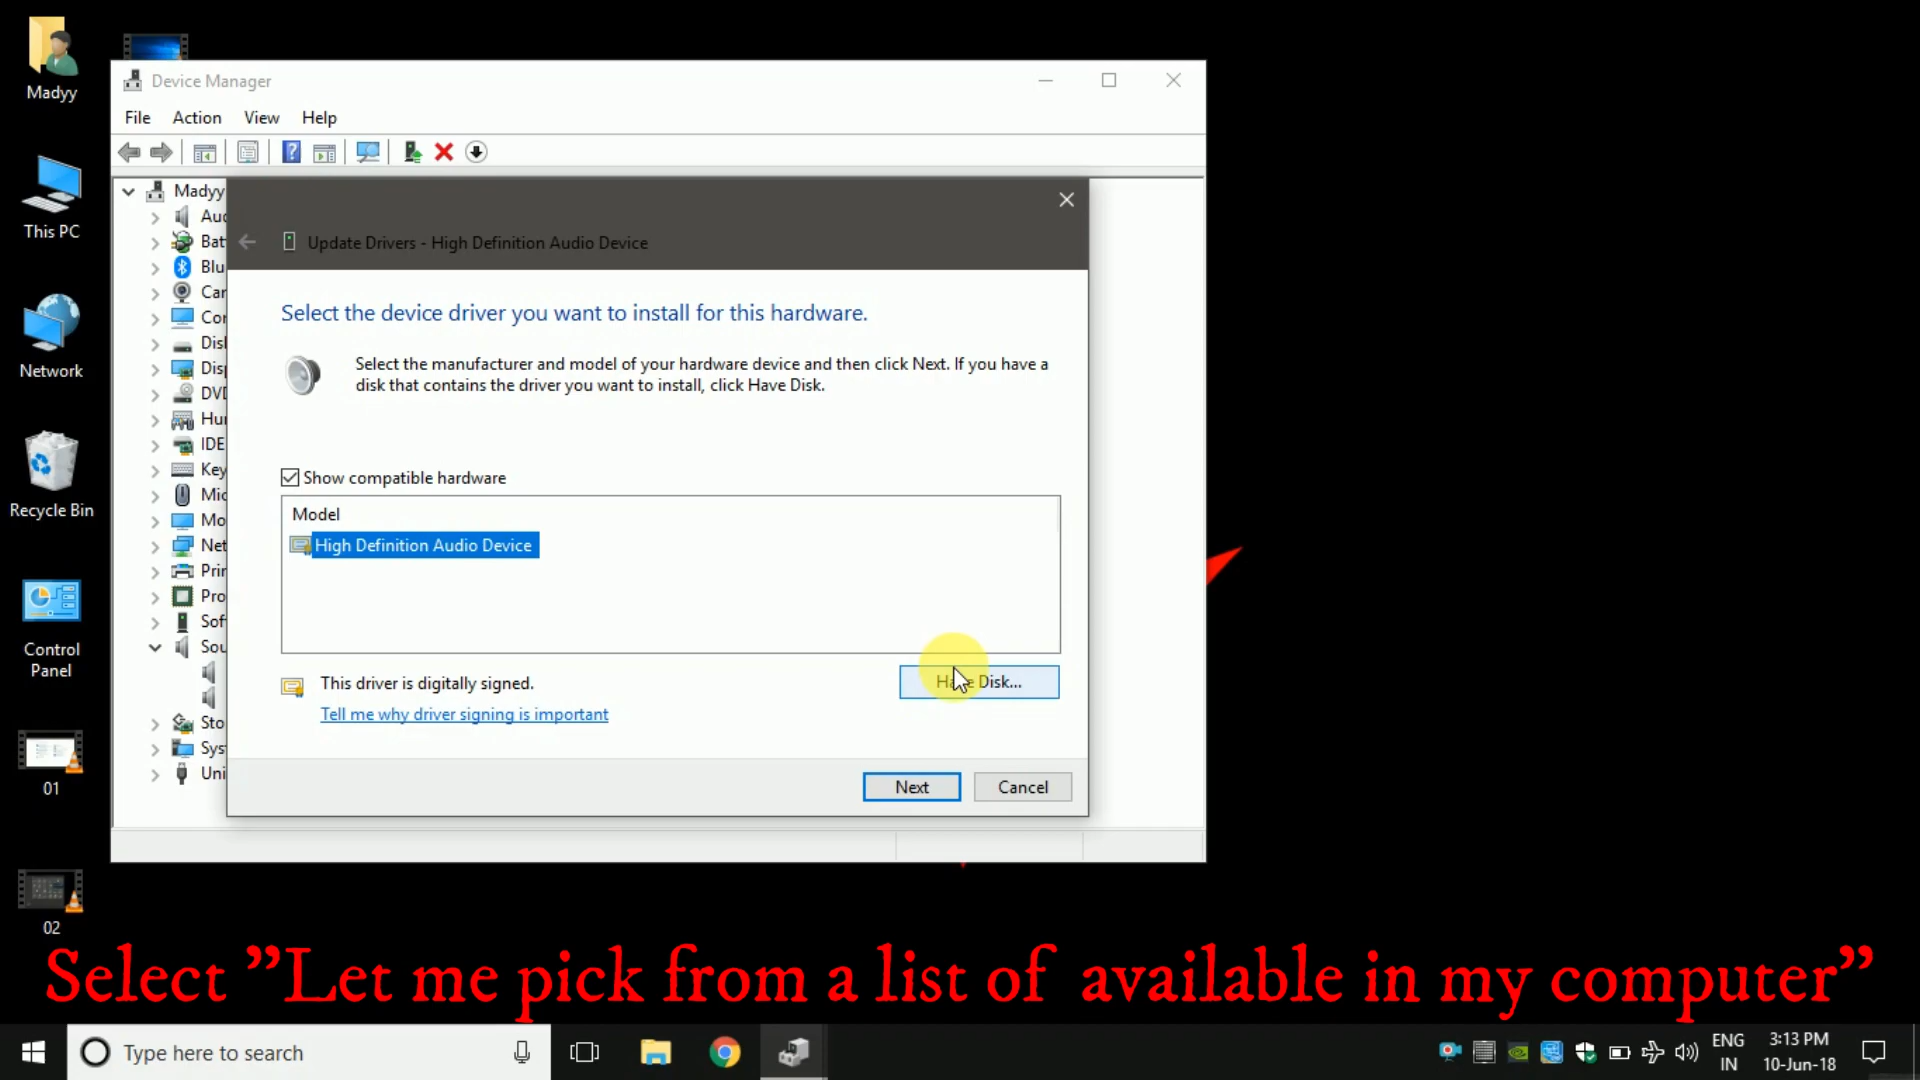 Madyy
This PC
Network
Recycle Bin
Control
Panel
01
02
Device Manager
File Action View Help
Madyy
Aud
Bat
Blu
Car
Cor
Disl
Disp
DVD
Hur
IDE
Key
Mic
Mo
Net
Prin
Pro
Sof
Sou
Sto
Sys
Uni
Update Drivers - High Definition Audio Device
Select the device driver you want to install for this hardware.
Select the manufacturer and model of your hardware device and then click Next. If you have a
disk that contains the driver you want to install, click Have Disk.
Show compatible hardware
Model
High Definition Audio Device
This driver is digitally signed.
Tell me why driver signing is important
Have Disk...
Next
Cancel
Select "Let me pick from a list of available in my computer"
Type here to search
ENG
IN
3:13 PM
10-Jun-18